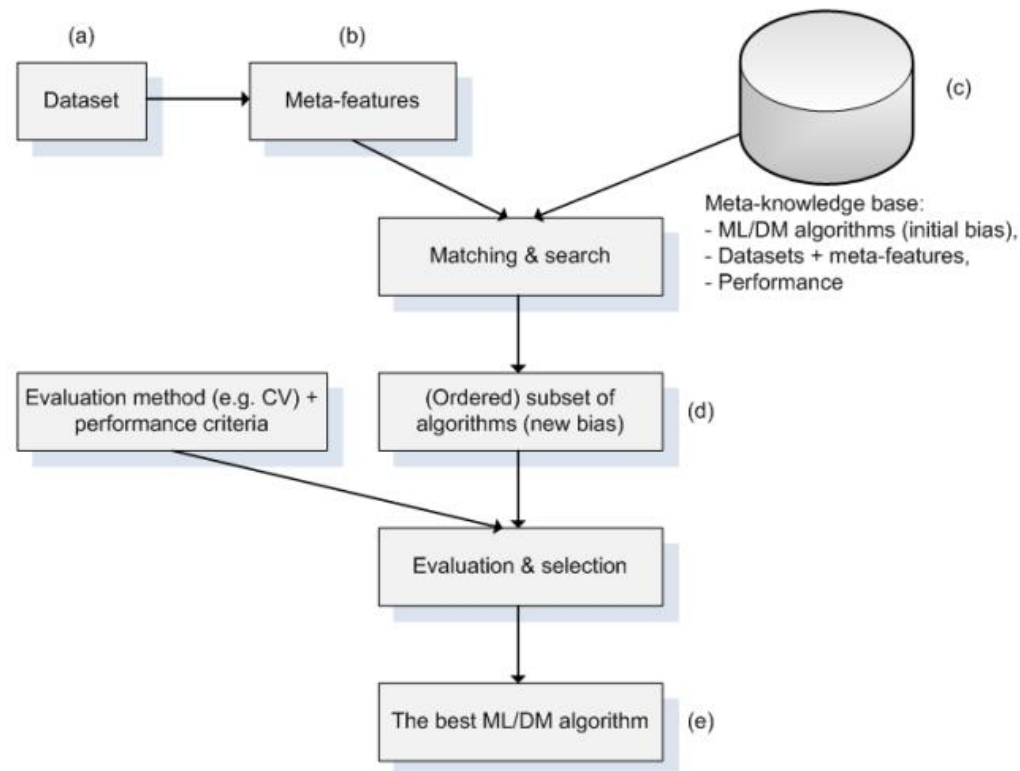 (a)
(b)
Dataset
Meta-features
(c)
Meta-knowledge base:
- ML/DM algorithms (initial bias),
- Datasets + meta-features,
- Performance
Matching & search
Evaluation method (e.g. CV) +
performance criteria
(Ordered) subset of
algorithms (new bias)
(d)
Evaluation & selection
The best ML/DM algorithm
(e)